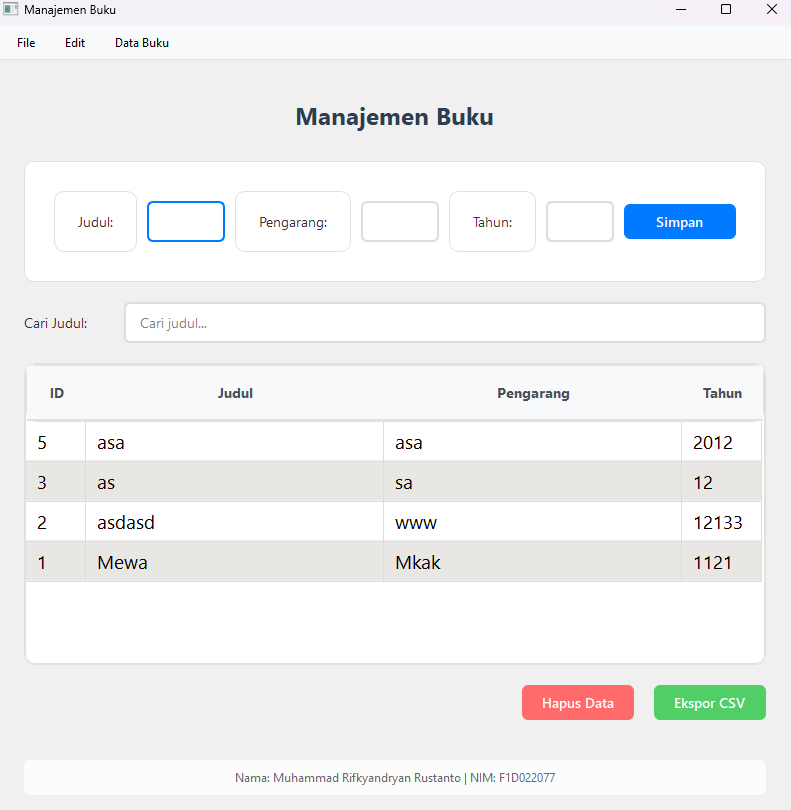 Manajemen Buku
File Edit Data Buku
Manajemen Buku
Judul: Pengarang: Tahun: Simpan
Cari Judul: Cari judul...
ID Judul Pengarang Tahun
5 asa asa 2012
3 as sa 12
2 asdasd www 12133
1 Mewa Mkak 1121
Hapus Data Ekspor CSV
Nama: Muhammad Rifkyandryan Rustanto | NIM: F1D022077